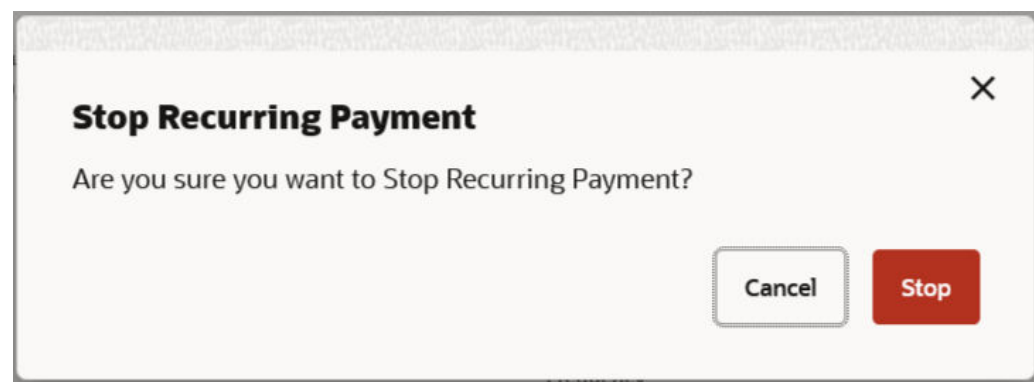 Stop Recurring Payment
Are you sure you want to Stop Recurring Payment?
Cancel
Stop